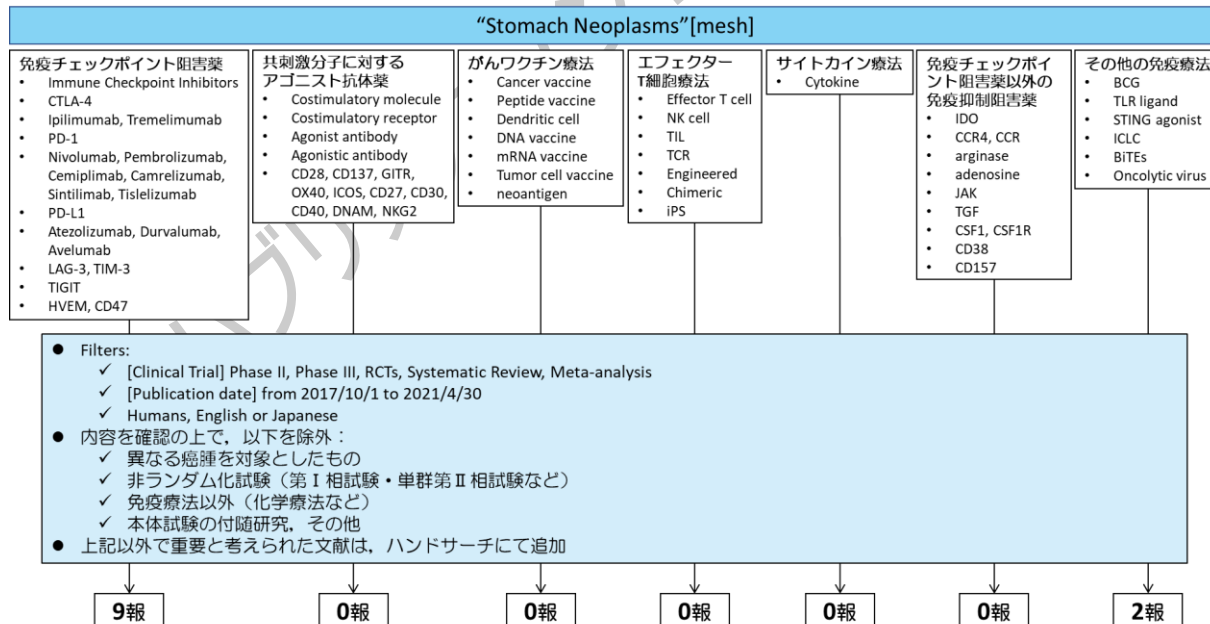 “Stomach Neoplasms”[mesh]
免疫チェックポイント阻害薬
• Immune Checkpoint Inhibitors
• CTLA-4
• Ipilimumab, Tremelimumab
• PD-1
• Nivolumab, Pembrolizumab,
Cemiplimab, Camrelizumab,
Sintilimab, Tislelizumab
• PD-L1
• Atezolizumab, Durvalumab,
Avelumab
• LAG-3, TIM-3
• TIGIT
• HVEM, CD47
共刺激分子に対する
アゴニスト抗体薬
• Costimulatory molecule
• Costimulatory receptor
• Agonist antibody
• Agonistic antibody
• CD28, CD137, GITR,
OX40, ICOS, CD27, CD30,
CD40, DNAM, NKG2
がんワクチン療法
• Cancer vaccine
• Peptide vaccine
• Dendritic cell
• DNA vaccine
• mRNA vaccine
• Tumor cell vaccine
• neoantigen
エフェクター
T細胞療法
• Effector T cell
• NK cell
• TIL
• TCR
• Engineered
• Chimeric
• iPS
サイトカイン療法
• Cytokine
免疫チェックポイ
ント阻害薬以外の
免疫抑制阻害薬
• IDO
• CCR4, CCR
• arginase
• adenosine
• JAK
• TGF
• CSF1, CSF1R
• CD38
• CD157
その他の免疫療法
• BCG
• TLR ligand
• STING agonist
• ICLC
• BiTEs
• Oncolytic virus
● Filters:
✓ [Clinical Trial] Phase II, Phase III, RCTs, Systematic Review, Meta-analysis
✓ [Publication date] from 2017/10/1 to 2021/4/30
✓ Humans, English or Japanese
● 内容を確認の上で，以下を除外：
✓ 異なる癌腫を対象としたもの
✓ 非ランダム化試験（第Ⅰ相試験・単群第Ⅱ相試験など）
✓ 免疫療法以外（化学療法など）
✓ 本体試験の付随研究，その他
● 上記以外で重要と考えられた文献は，ハンドサーチにて追加
9報
0報
0報
0報
0報
0報
2報